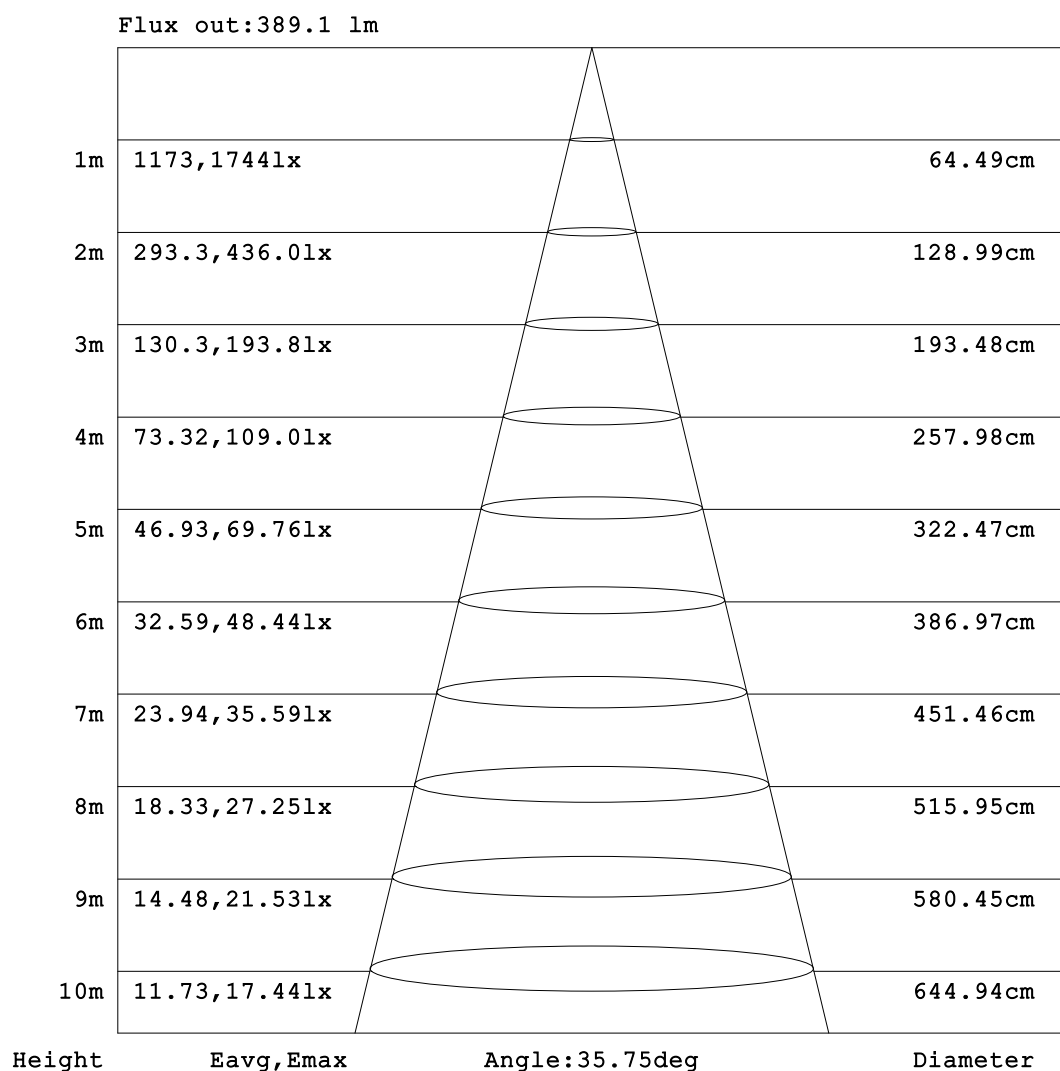 Flux out:389.1 lm
1m 1173,1744lx 64.49cm
2m 293.3,436.0lx 128.99cm
3m 130.3,193.8lx 193.48cm
4m 73.32,109.0lx 257.98cm
5m 46.93,69.76lx 322.47cm
6m 32.59,48.44lx 386.97cm
7m 23.94,35.59lx 451.46cm
8m 18.33,27.25lx 515.95cm
9m 14.48,21.53lx 580.45cm
10m 11.73,17.44lx 644.94cm
Height Eavg,Emax Angle:35.75deg Diameter